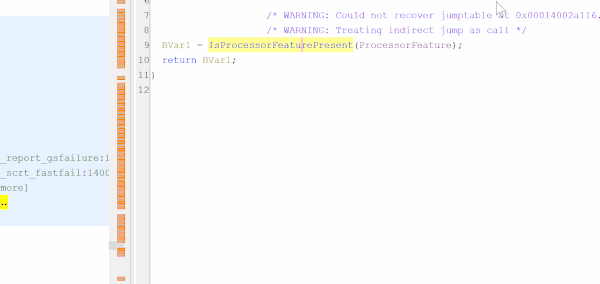 7 /* WARNING: Could not recover jumptable at 0x00014002a116.
8 /* WARNING: Treating indirect jump as call */
9 BVar1 = IsProcessorFeaturePresent(ProcessorFeature);
10 return BVar1;
11 }
12
_report_gsfailure:1
_scrt_fastfail:1400
more]
..